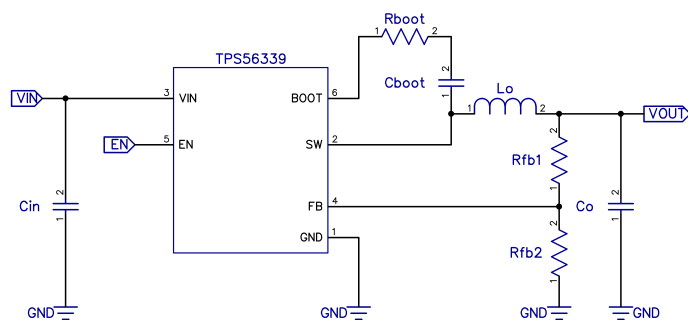 Rboot
1 2
TPS56339
2
Cboot
1
VIN
3 VIN
BOOT 6
Lo
1 2
VOUT
EN
5 EN
SW 2
2
Rfb1
1
Cin
2
1
FB 4
2
Co
1
GND 1
2
Rfb2
1
GND
GND
GND
GND